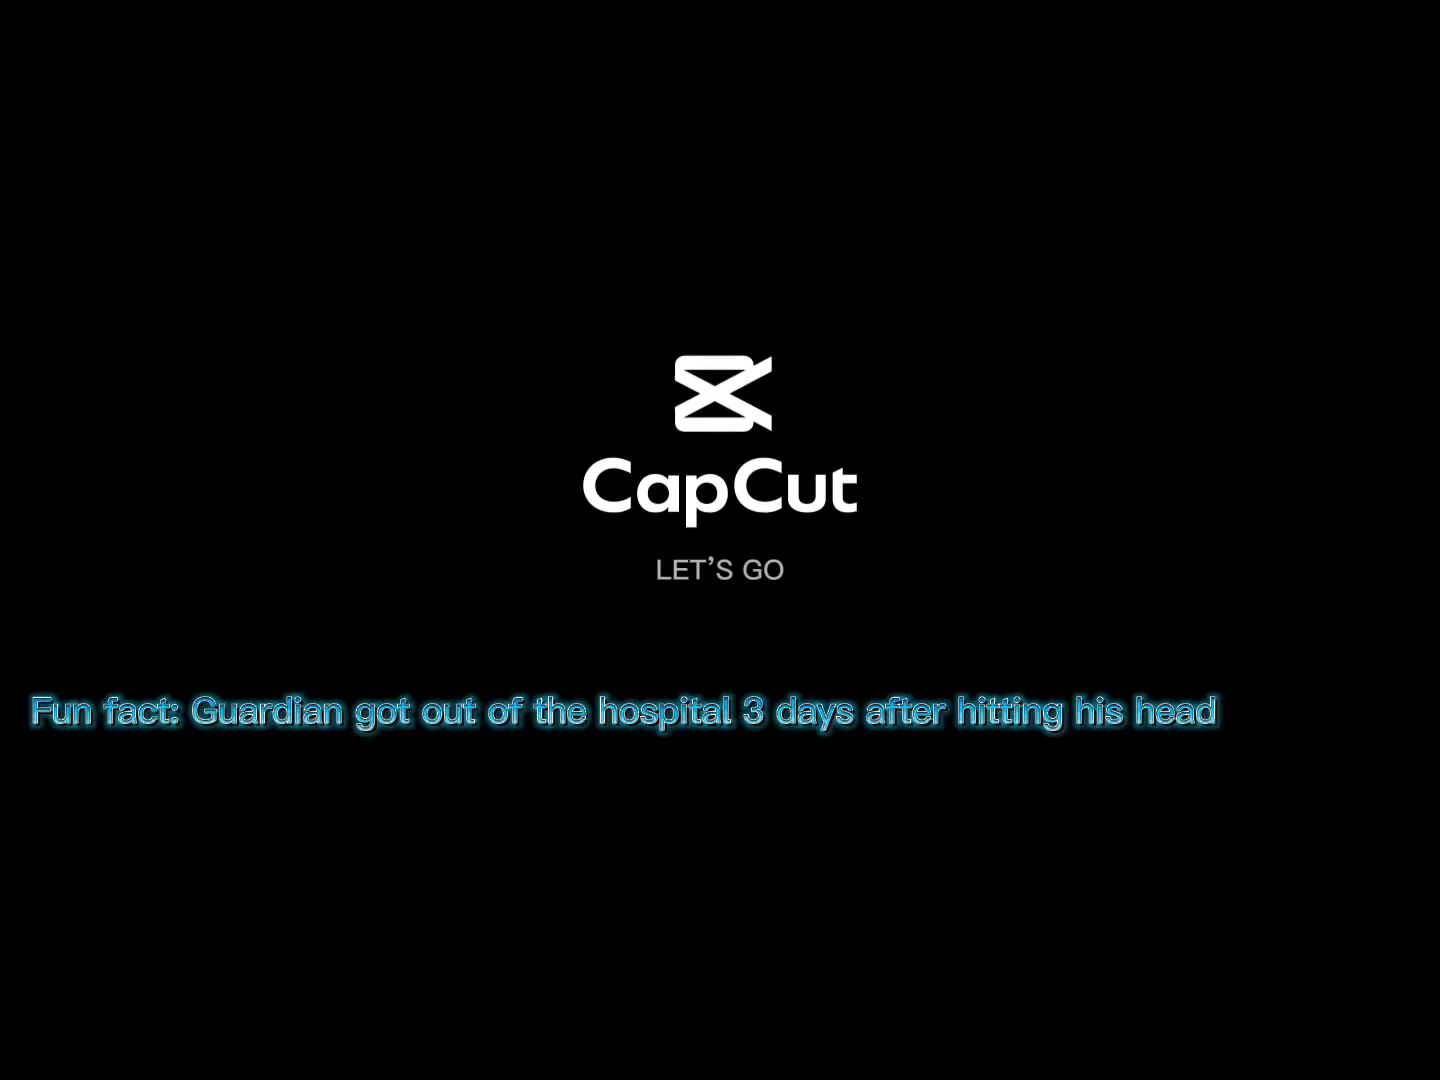 CapCut
LET’S GO
Fun fact: Guardian got out of the hospital 3 days after hitting his head